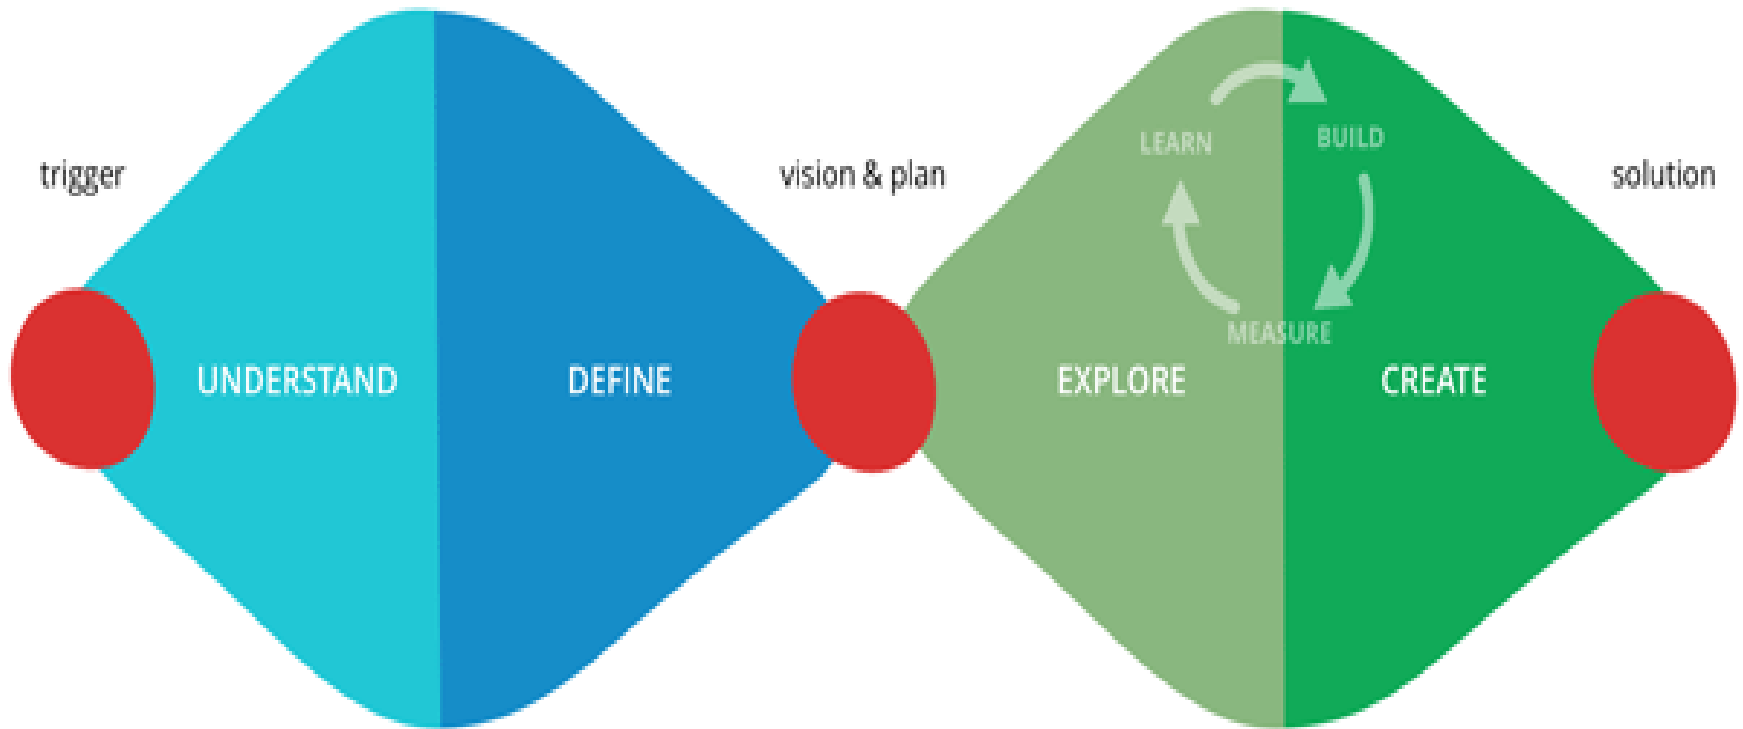 trigger
vision & plan
solution
LEARN
BUILD
MEASURE
UNDERSTAND
DEFINE
EXPLORE
CREATE